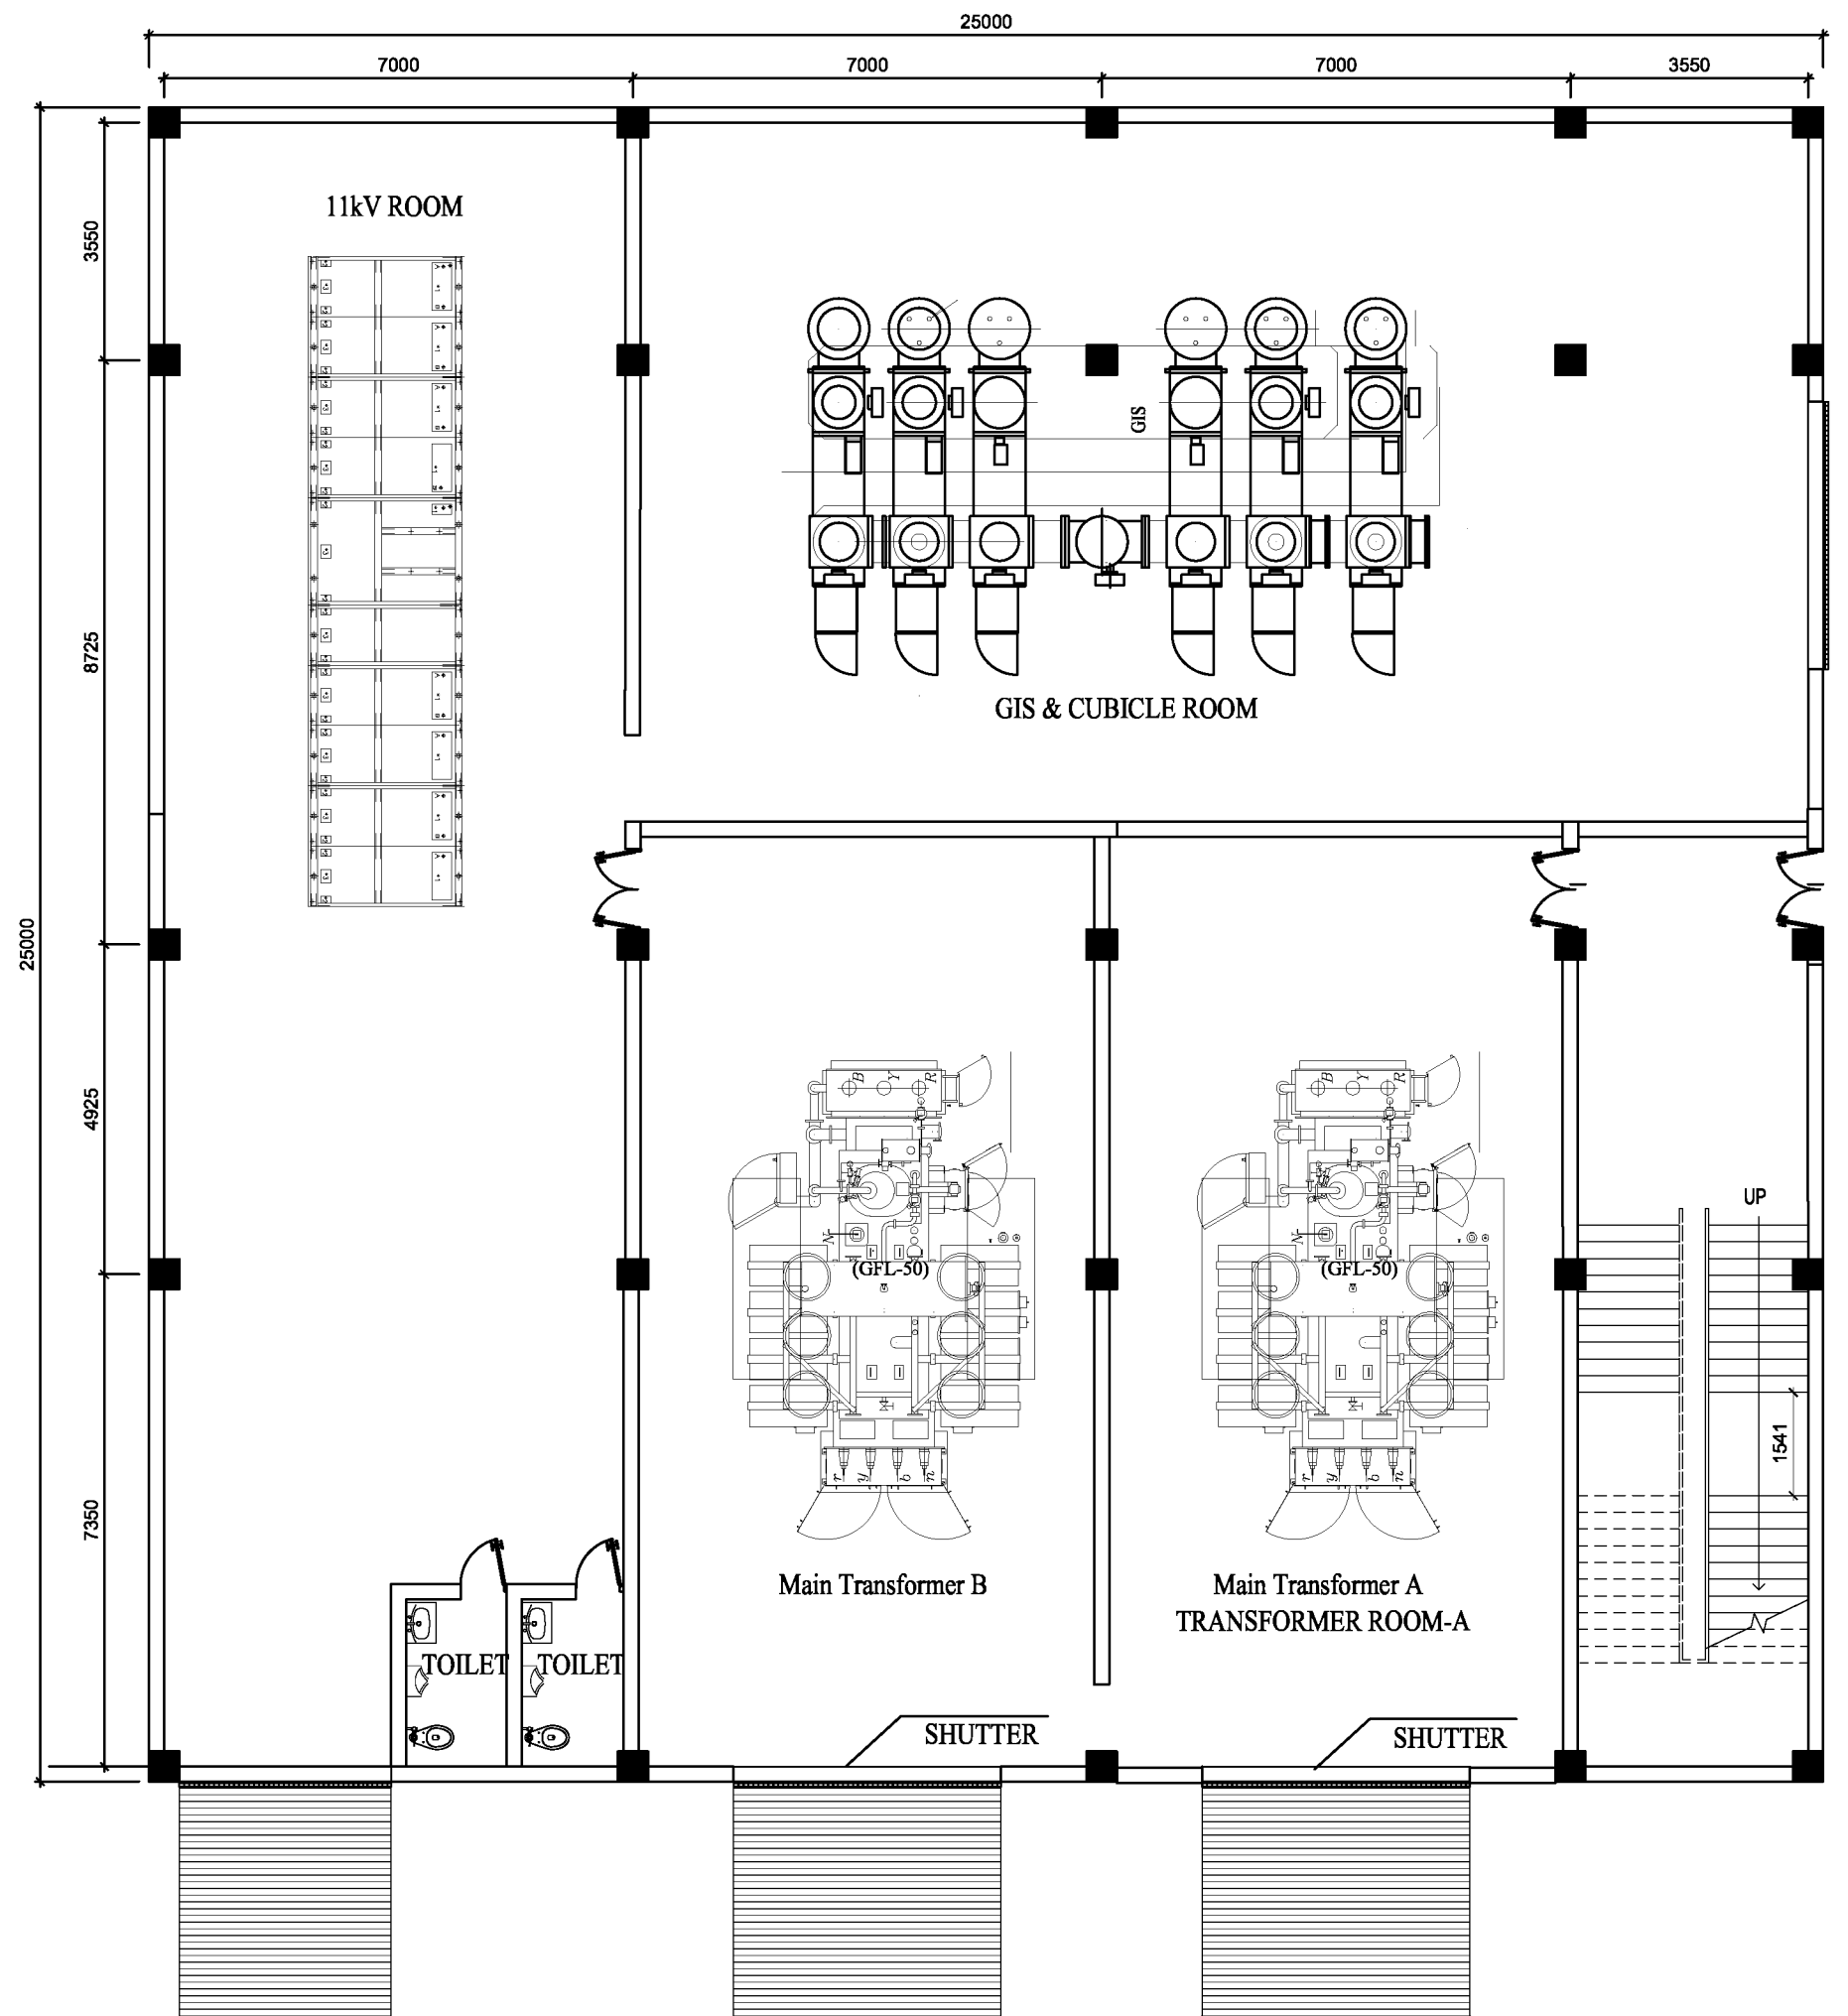 25000
7000
7000
7000
3550
25000
3550
8725
4925
7350
11kV ROOM
GIS
GIS & CUBICLE ROOM
B
Y
R
N
(GFL-50)
r
y
b
n
B
Y
R
N
(GFL-50)
r
y
b
n
UP
1541
Main Transformer B
Main Transformer A
TRANSFORMER ROOM-A
TOILET
TOILET
SHUTTER
SHUTTER